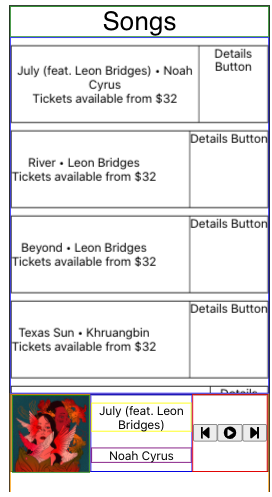 Songs
July (feat. Leon Bridges) • Noah
Cyrus
Tickets available from $32
Details
Button
River • Leon Bridges
Tickets available from $32
Details Button
Beyond • Leon Bridges
Tickets available from $32
Details Button
Texas Sun • Khruangbin
Tickets available from $32
Details Button
Details
July (feat. Leon
Bridges)
Noah Cyrus